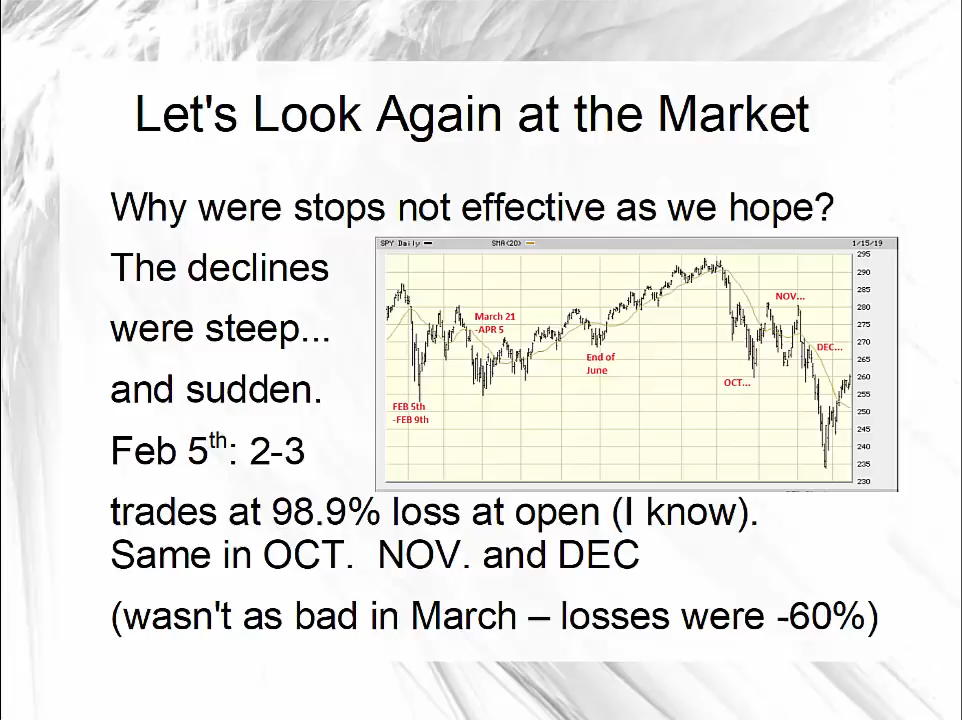 Let's Look Again at the Market
Why were stops not effective as we hope?
The declines
were steep...
and sudden.
Feb 5th: 2-3
trades at 98.9% loss at open (I know).
Same in OCT. NOV. and DEC
(wasn't as bad in March – losses were -60%)
SPY Daily SMA(20) 1/15/19
295
290
285
280
275
270
265
260
255
250
245
240
235
230
FEB 5th
-FEB 9th
March 21
-APR 5
End of
June
OCT...
NOV...
DEC...